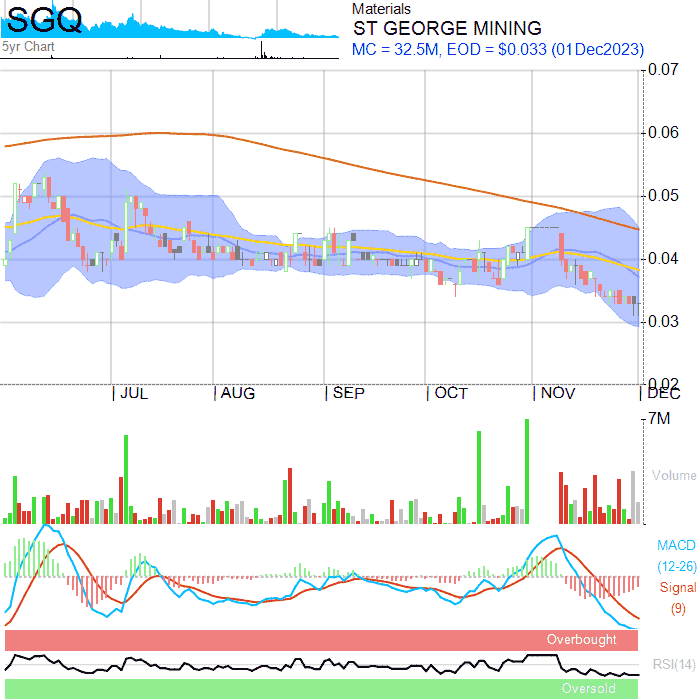 SGQ
5yr Chart
Materials
ST GEORGE MINING
MC = 32.5M, EOD = $0.033 (01Dec2023)
0.07
0.06
0.05
0.04
0.03
0.02
JUL AUG SEP OCT NOV DEC
7M
Volume
MACD
(12-26)
Signal
(9)
Overbought
RSI(14)
Oversold